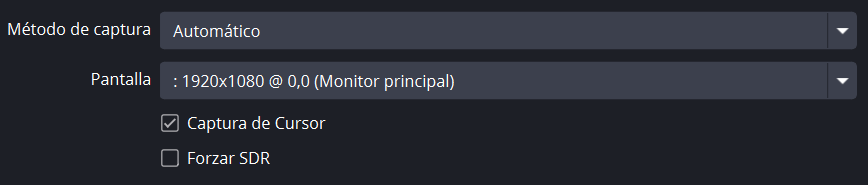 Método de captura Automático
Pantalla : 1920x1080 @ 0,0 (Monitor principal)
Captura de Cursor
Forzar SDR